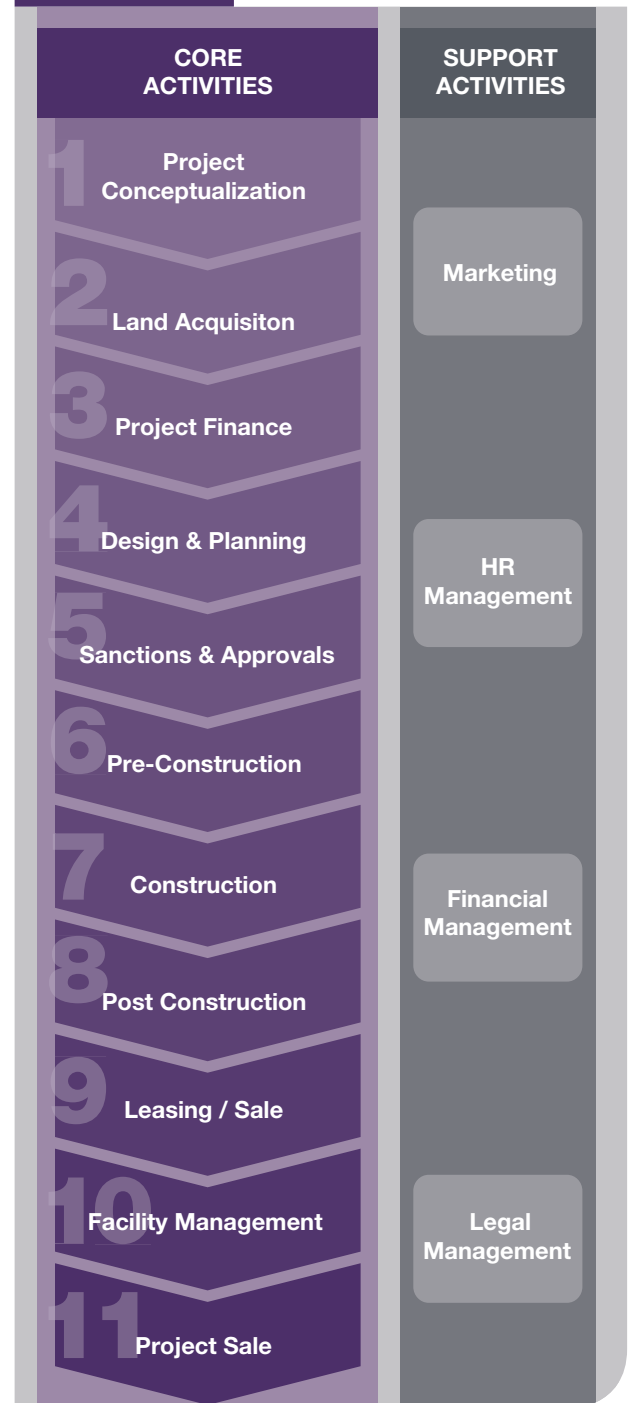 CORE
ACTIVITIES
1
Project
Conceptualization
2
Land Acquisiton
3
Project Finance
4
Design & Planning
5
Sanctions & Approvals
6
Pre-Construction
7
Construction
8
Post Construction
9
Leasing / Sale
10
Facility Management
11
Project Sale
SUPPORT
ACTIVITIES
Marketing
HR
Management
Financial
Management
Legal
Management